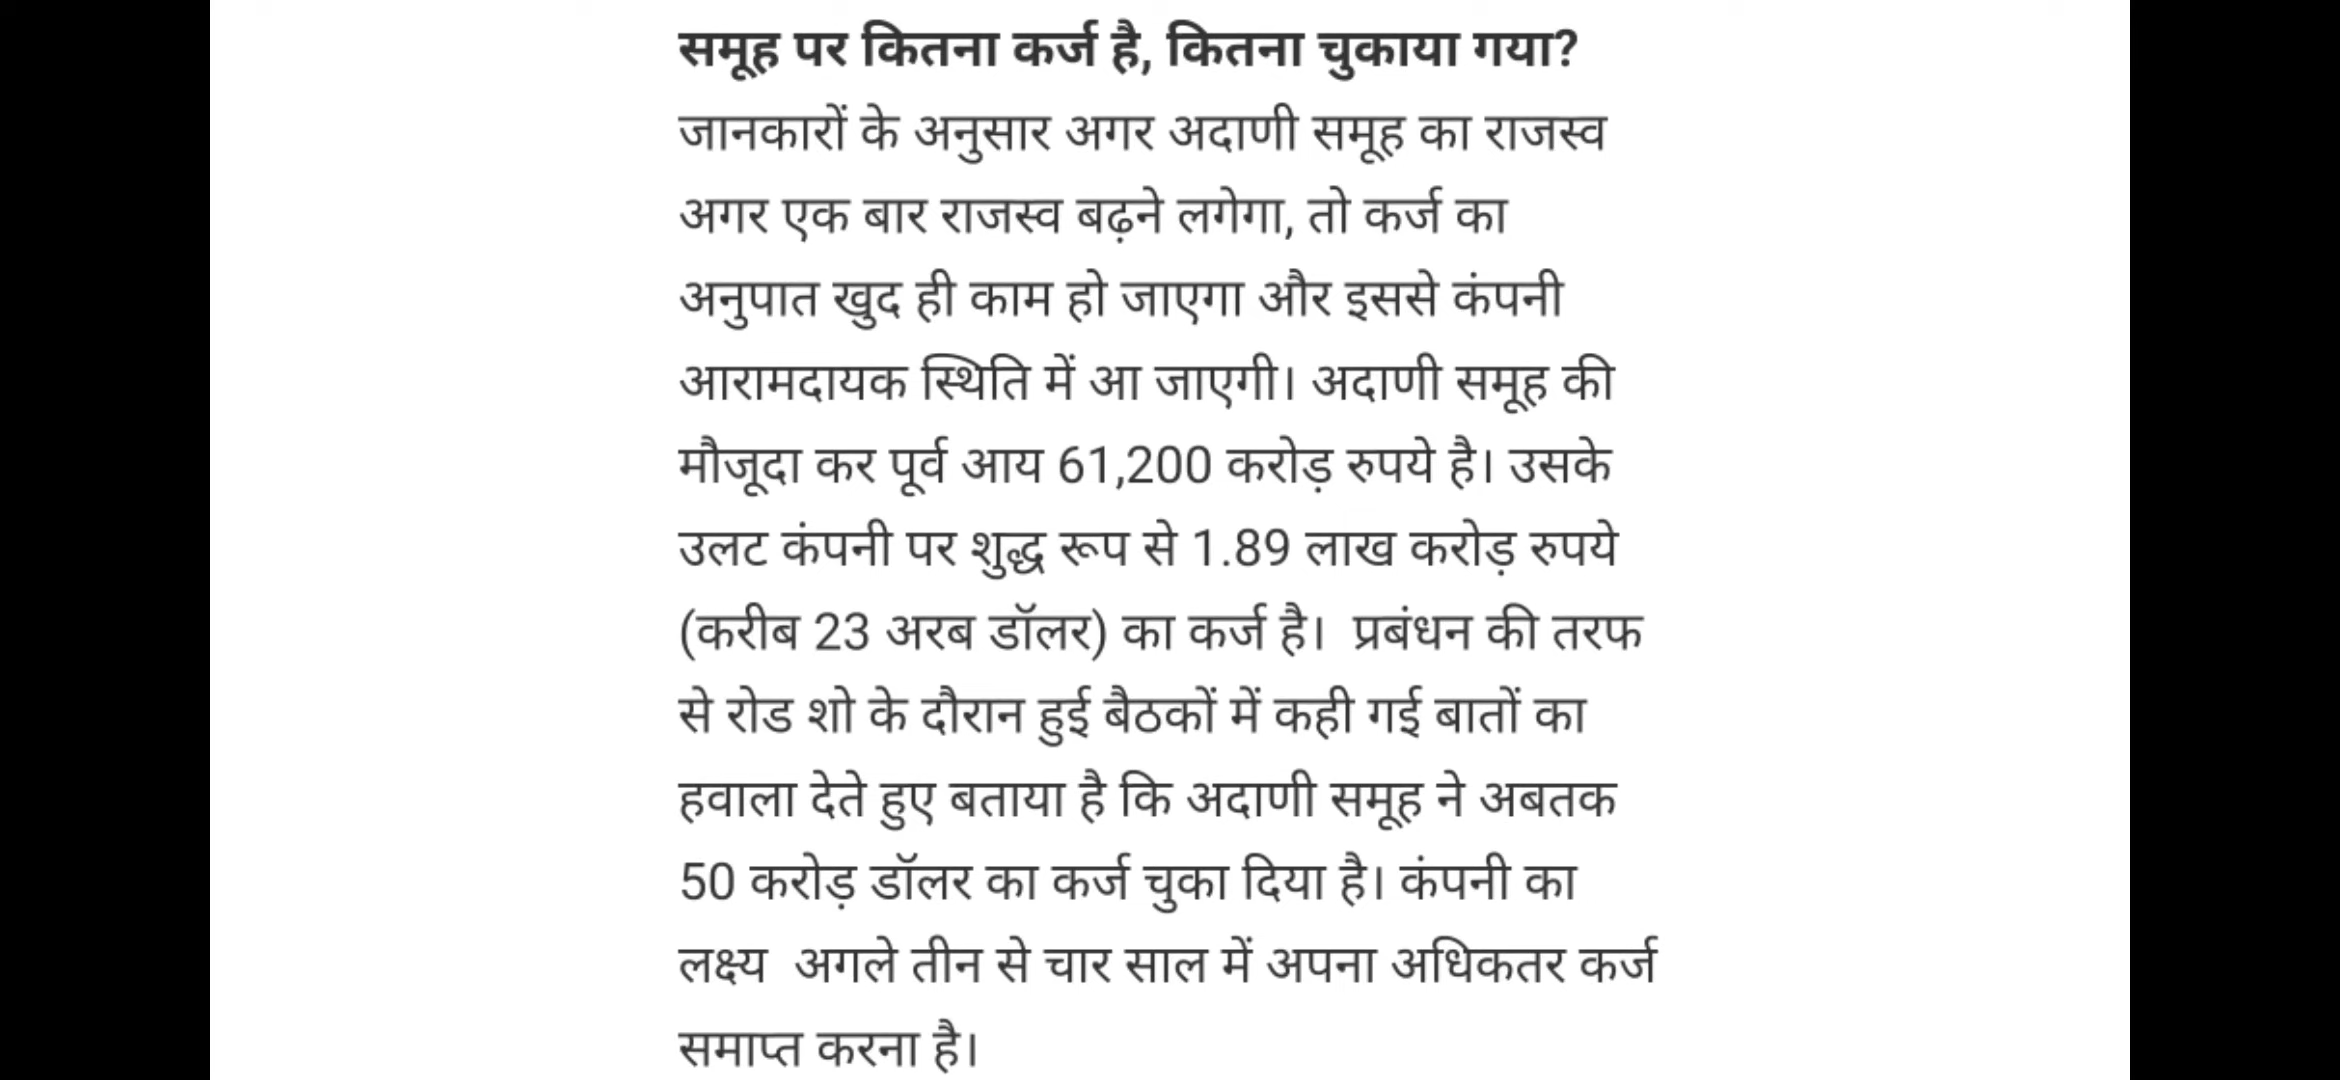 समूह पर कितना कर्ज है, कितना चुकाया गया?
जानकारों के अनुसार अगर अदाणी समूह का राजस्व
अगर एक बार राजस्व बढ़ने लगेगा, तो कर्ज का
अनुपात खुद ही काम हो जाएगा और इससे कंपनी
आरामदायक स्थिति में आ जाएगी। अदाणी समूह की
मौजूदा कर पूर्व आय 61,200 करोड़ रुपये है। उसके
उलट कंपनी पर शुद्ध रूप से 1.89 लाख करोड़ रुपये
(करीब 23 अरब डॉलर) का कर्ज है।  प्रबंधन की तरफ
से रोड शो के दौरान हुई बैठकों में कही गई बातों का
हवाला देते हुए बताया है कि अदाणी समूह ने अबतक
50 करोड़ डॉलर का कर्ज चुका दिया है। कंपनी का
लक्ष्य  अगले तीन से चार साल में अपना अधिकतर कर्ज
समाप्त करना है।